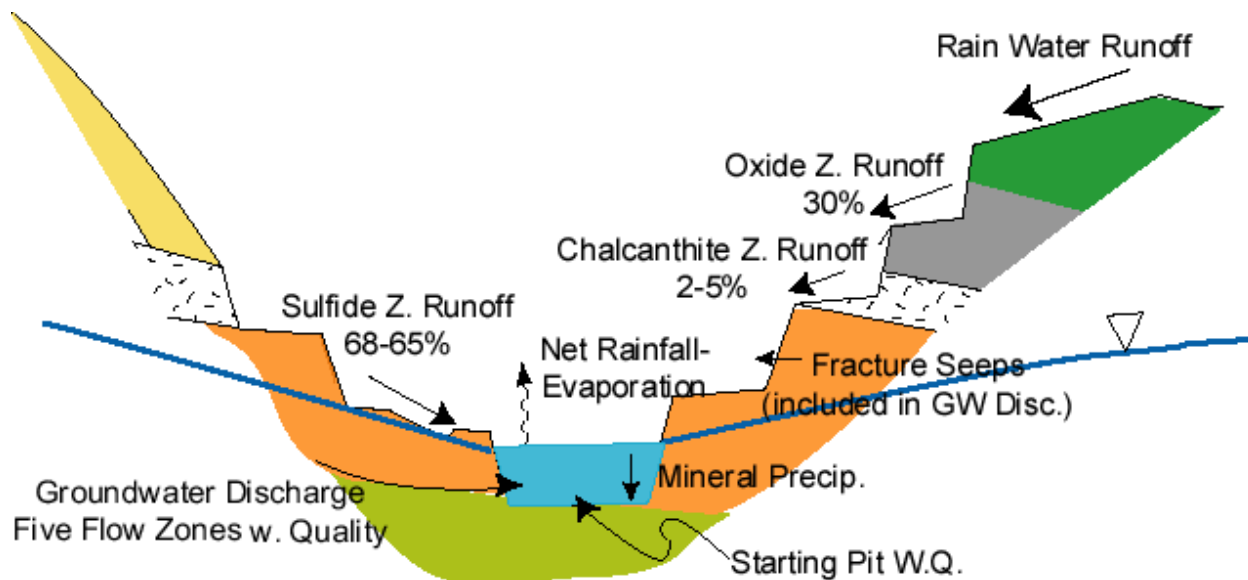 Rain Water Runoff
Oxide Z. Runoff
30%
Chalcanthite Z. Runoff
2-5%
Sulfide Z. Runoff
68-65%
Net Rainfall-
Evaporation
Fracture Seeps
(included in GW Disc.)
Mineral Precip.
Groundwater Discharge
Five Flow Zones w. Quality
Starting Pit W.Q.